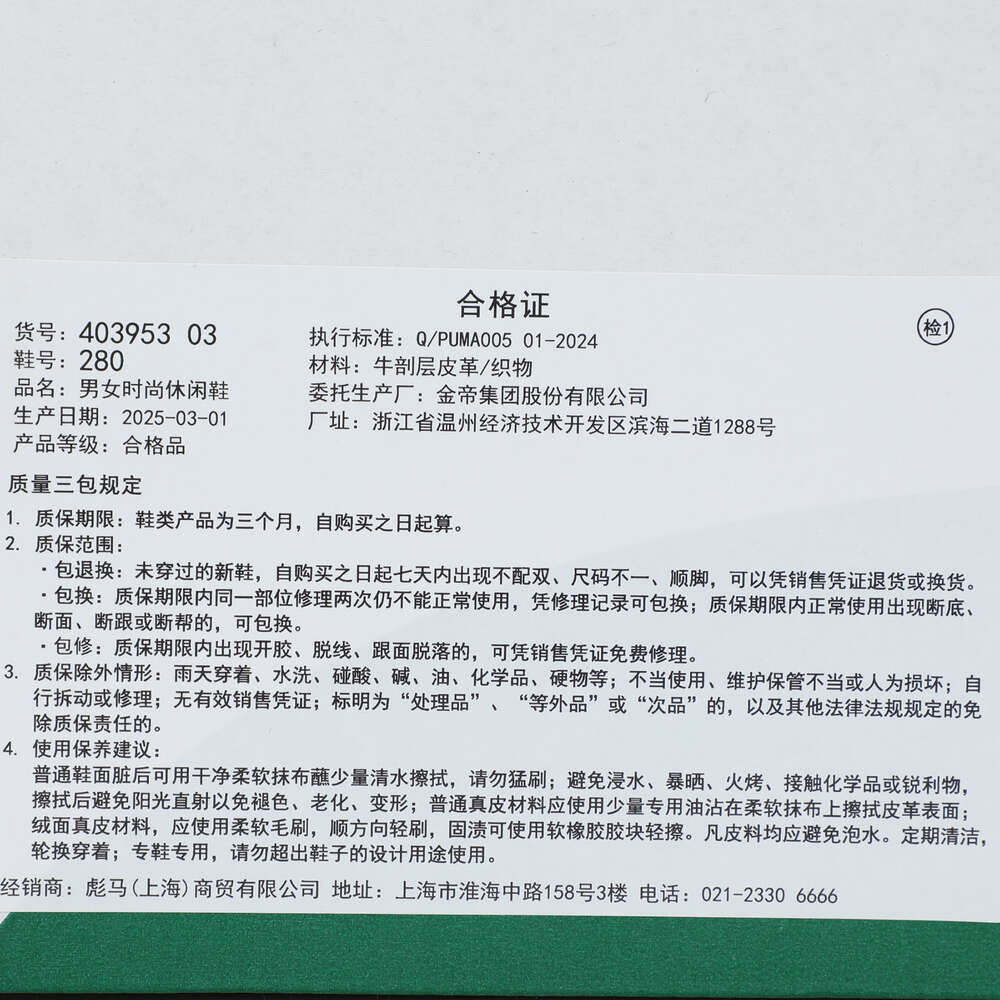 合格证
检1
货号：403953 03
鞋号：280
品名：男女时尚休闲鞋
生产日期：2025-03-01
产品等级：合格品
执行标准：Q/PUMA005 01-2024
材料：牛剖层皮革/织物
委托生产厂：金帝集团股份有限公司
厂址：浙江省温州经济技术开发区滨海二道1288号
质量三包规定
1. 质保期限：鞋类产品为三个月，自购买之日起算。
2. 质保范围：
·包退换：未穿过的新鞋，自购买之日起七天内出现不配双、尺码不一、顺脚，可以凭销售凭证退货或换货。
·包换：质保期限内同一部位修理两次仍不能正常使用，凭修理记录可包换；质保期限内正常使用出现断底、
断面、断跟或断帮的，可包换。
·包修：质保期限内出现开胶、脱线、跟面脱落的，可凭销售凭证免费修理。
3. 质保除外情形：雨天穿着、水洗、碰酸、碱、油、化学品、硬物等；不当使用、维护保管不当或人为损坏；自
行拆动或修理；无有效销售凭证；标明为“处理品”、“等外品”或“次品”的，以及其他法律法规规定的免
除质保责任的。
4. 使用保养建议：
普通鞋面脏后可用干净柔软抹布蘸少量清水擦拭，请勿猛刷；避免浸水、暴晒、火烤、接触化学品或锐利物，
擦拭后避免阳光直射以免褪色、老化、变形；普通真皮材料应使用少量专用油沾在柔软抹布上擦拭皮革表面；
绒面真皮材料，应使用柔软毛刷，顺方向轻刷，固渍可使用软橡胶胶块轻擦。凡皮料均应避免泡水。定期清洁，
轮换穿着；专鞋专用，请勿超出鞋子的设计用途使用。
经销商：彪马(上海)商贸有限公司 地址：上海市淮海中路158号3楼 电话：021-2330 6666